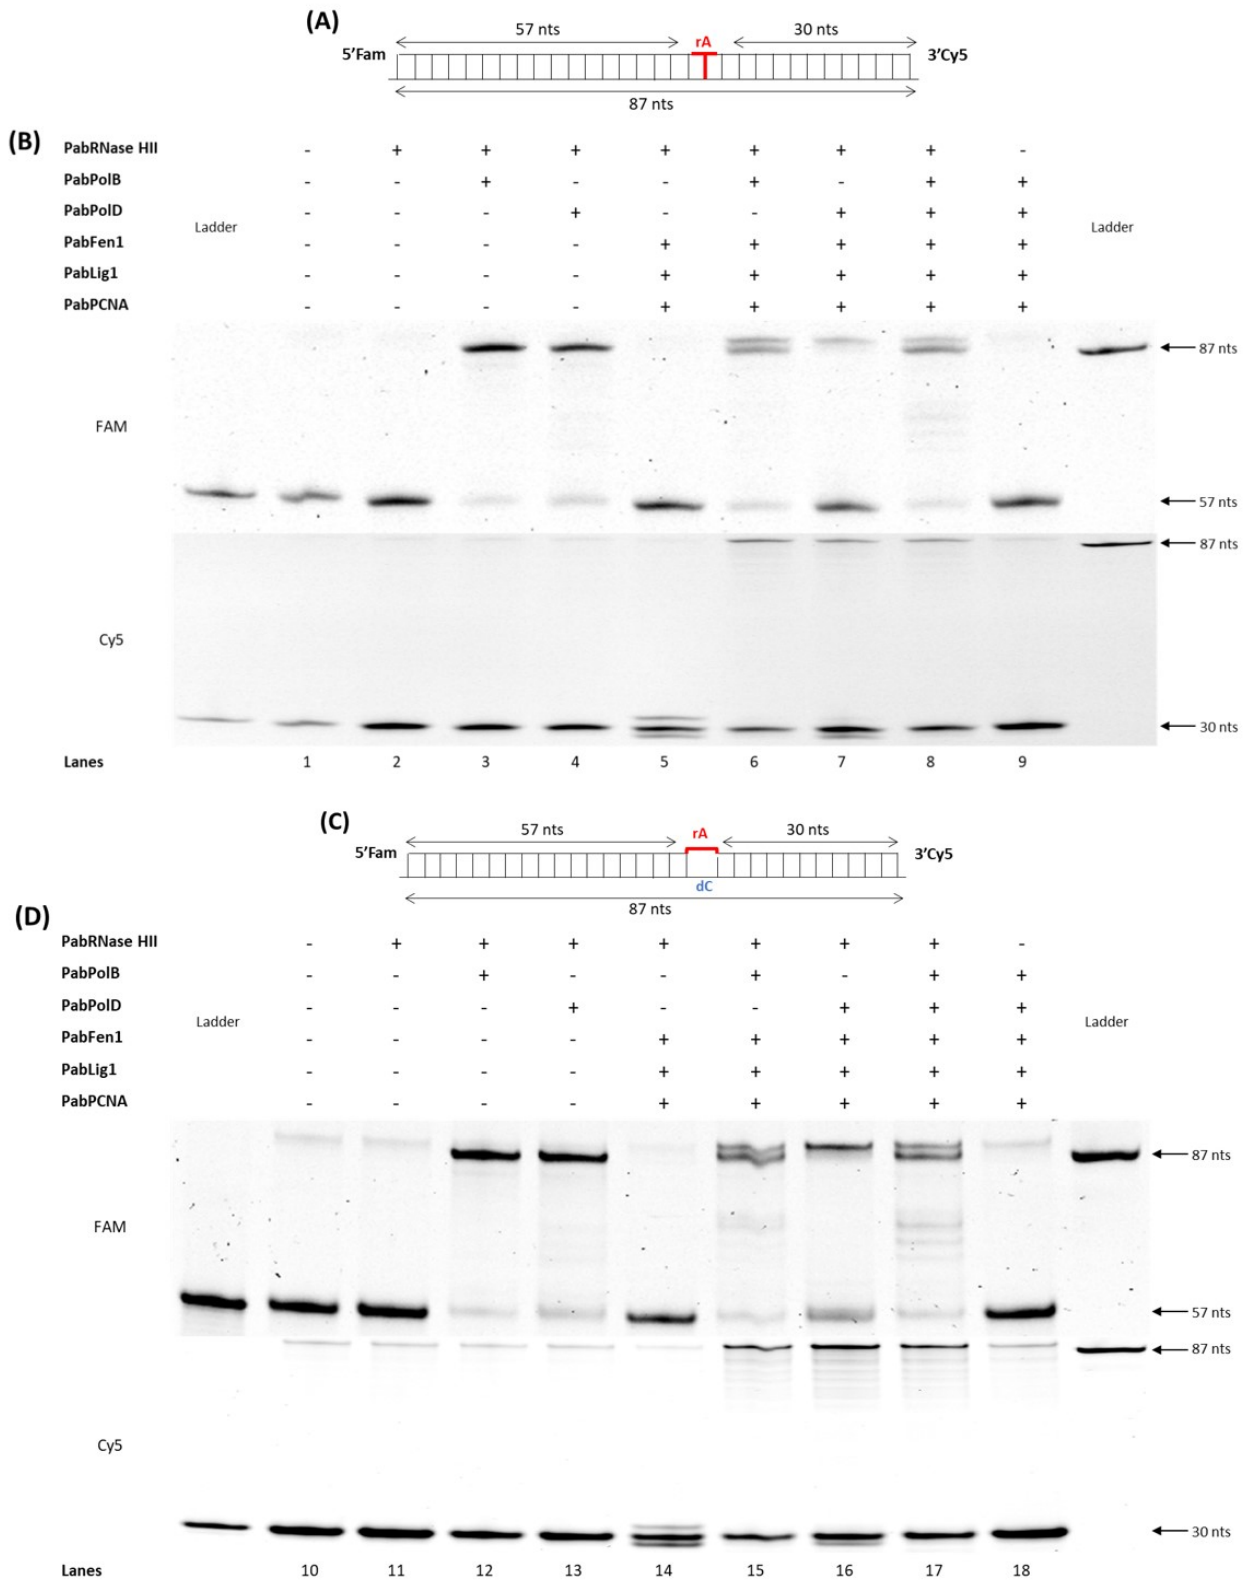 (A)
57 nts 30 nts
rA
5'Fam 3'Cy5
87 nts
(B)
PabRNase HII - + + + + + + + -
PabPolB - - + - - + - + +
PabPolD - - - + - - + + +
Ladder Ladder
PabFen1 - - - - + + + + +
PabLig1 - - - - + + + + +
PabPCNA - - - - + + + + +
87 nts
FAM
57 nts
87 nts
Cy5
30 nts
Lanes 1 2 3 4 5 6 7 8 9
(C)
57 nts rA 30 nts
5'Fam 3'Cy5
dC
87 nts
(D)
PabRNase HII - + + + + + + + -
PabPolB - - + - - + - + +
PabPolD - - - + - - + + +
Ladder Ladder
PabFen1 - - - - + + + + +
PabLig1 - - - - + + + + +
PabPCNA - - - - + + + + +
87 nts
FAM
57 nts
87 nts
Cy5
30 nts
Lanes 10 11 12 13 14 15 16 17 18